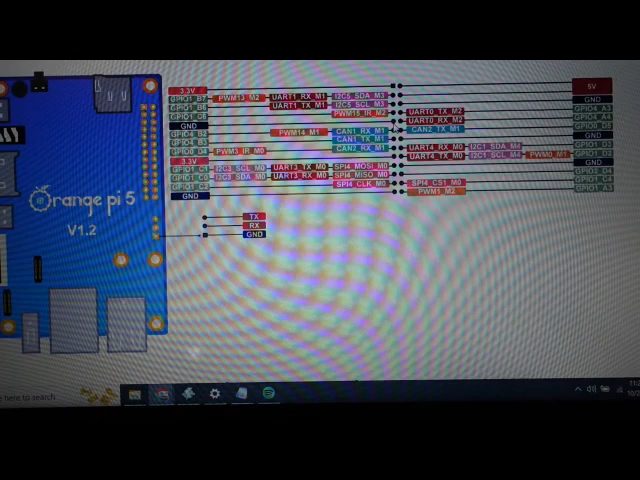 3.3V 5V
GPIO1_B7 PWM13_M2 UART1_RX_M1 I2C5_SDA_M3
GPIO1_B6 UART1_TX_M1 I2C5_SCL_M3 GND
GPIO1_C6 PWM15_IR_M2 UART0_TX_M2 GPIO4_A3
GND UART0_RX_M2 GPIO4_A4
GPIO4_B2 PWM14_M1 CAN1_RX_M1 CAN2_TX_M1 GPIO0_D5
GPIO4_B3 CAN1_TX_M1 GND
GPIO0_D4 PWM3_IR_M0 CAN2_RX_M1 UART4_RX_M0 I2C1_SDA_M4 GPIO1_D3
3.3V UART4_TX_M0 I2C1_SCL_M4 PWM0_M1 GPIO1_D2
GPIO1_C1 I2C3_SCL_M0 UART3_TX_M0 SPI4_MOSI_M0 GND
GPIO1_C0 I2C3_SDA_M0 UART3_RX_M0 SPI4_MISO_M0 GPIO2_D4
GPIO1_C2 SPI4_CLK_M0 SPI4_CS1_M0 GPIO1_C4
GND PWM1_M2 GPIO1_A3
Orange pi 5
V1.2
TX
RX
GND
e here to search